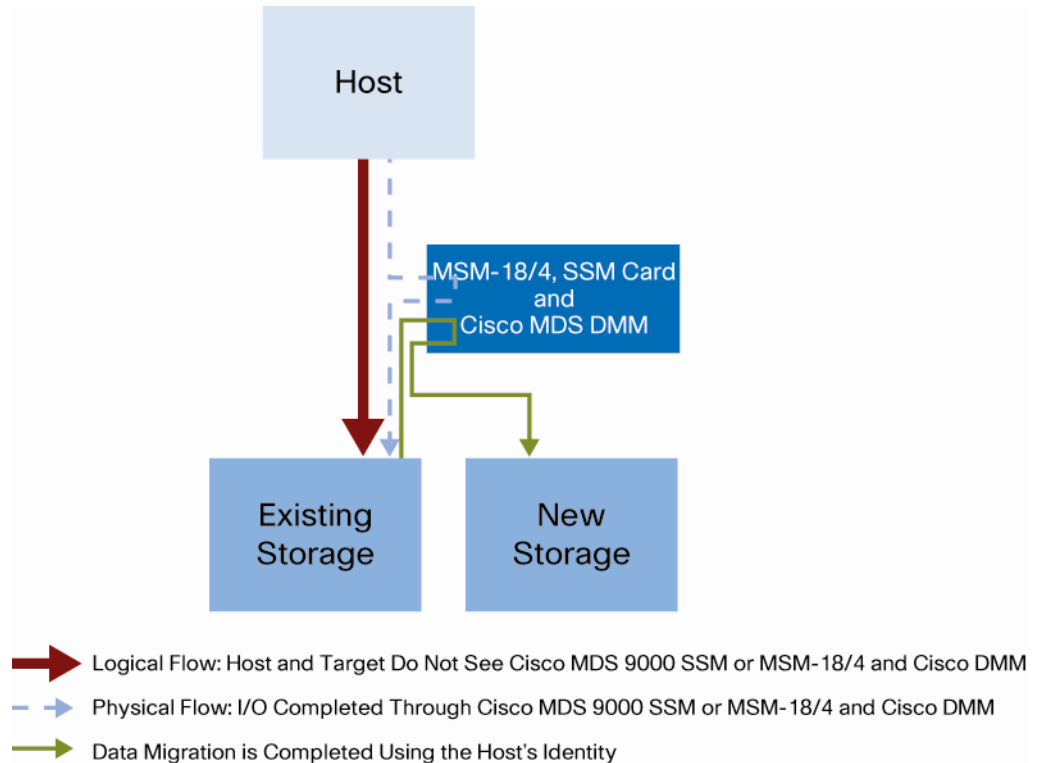 Host
MSM-18/4, SSM Card
and
Cisco MDS DMM
Existing
Storage
New
Storage
Logical Flow: Host and Target Do Not See Cisco MDS 9000 SSM or MSM-18/4 and Cisco DMM
Physical Flow: I/O Completed Through Cisco MDS 9000 SSM or MSM-18/4 and Cisco DMM
Data Migration is Completed Using the Host's Identity